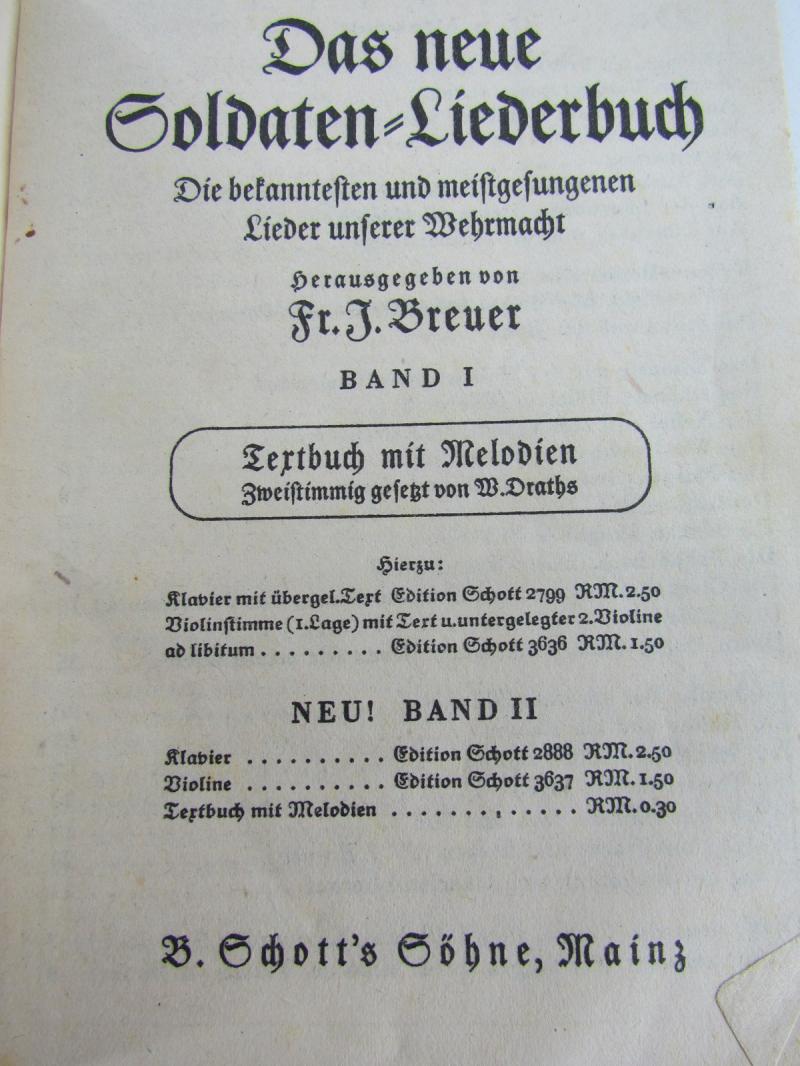 Das neue
Soldaten-Liederbuch
Die bekanntesten und meistgesungenen
Lieder unserer Wehrmacht
Herausgegeben von
Fr. J. Breuer
BAND I
Textbuch mit Melodien
Zweistimmig gesetzt von W. Draths
Hierzu:
Klavier mit übergel. Text Edition Schott 2799 RM. 2.50
Violinstimme (1. Lage) mit Text u. untergelegter 2. Violine
ad libitum . . . . . . . . . Edition Schott 3636 RM. 1.50
NEU! BAND II
Klavier . . . . . . . . . . Edition Schott 2888 RM. 2.50
Violine . . . . . . . . . . Edition Schott 3637 RM. 1.50
Textbuch mit Melodien . . . . . . . . . . . . . RM. 0.30
B. Schott's Söhne, Mainz